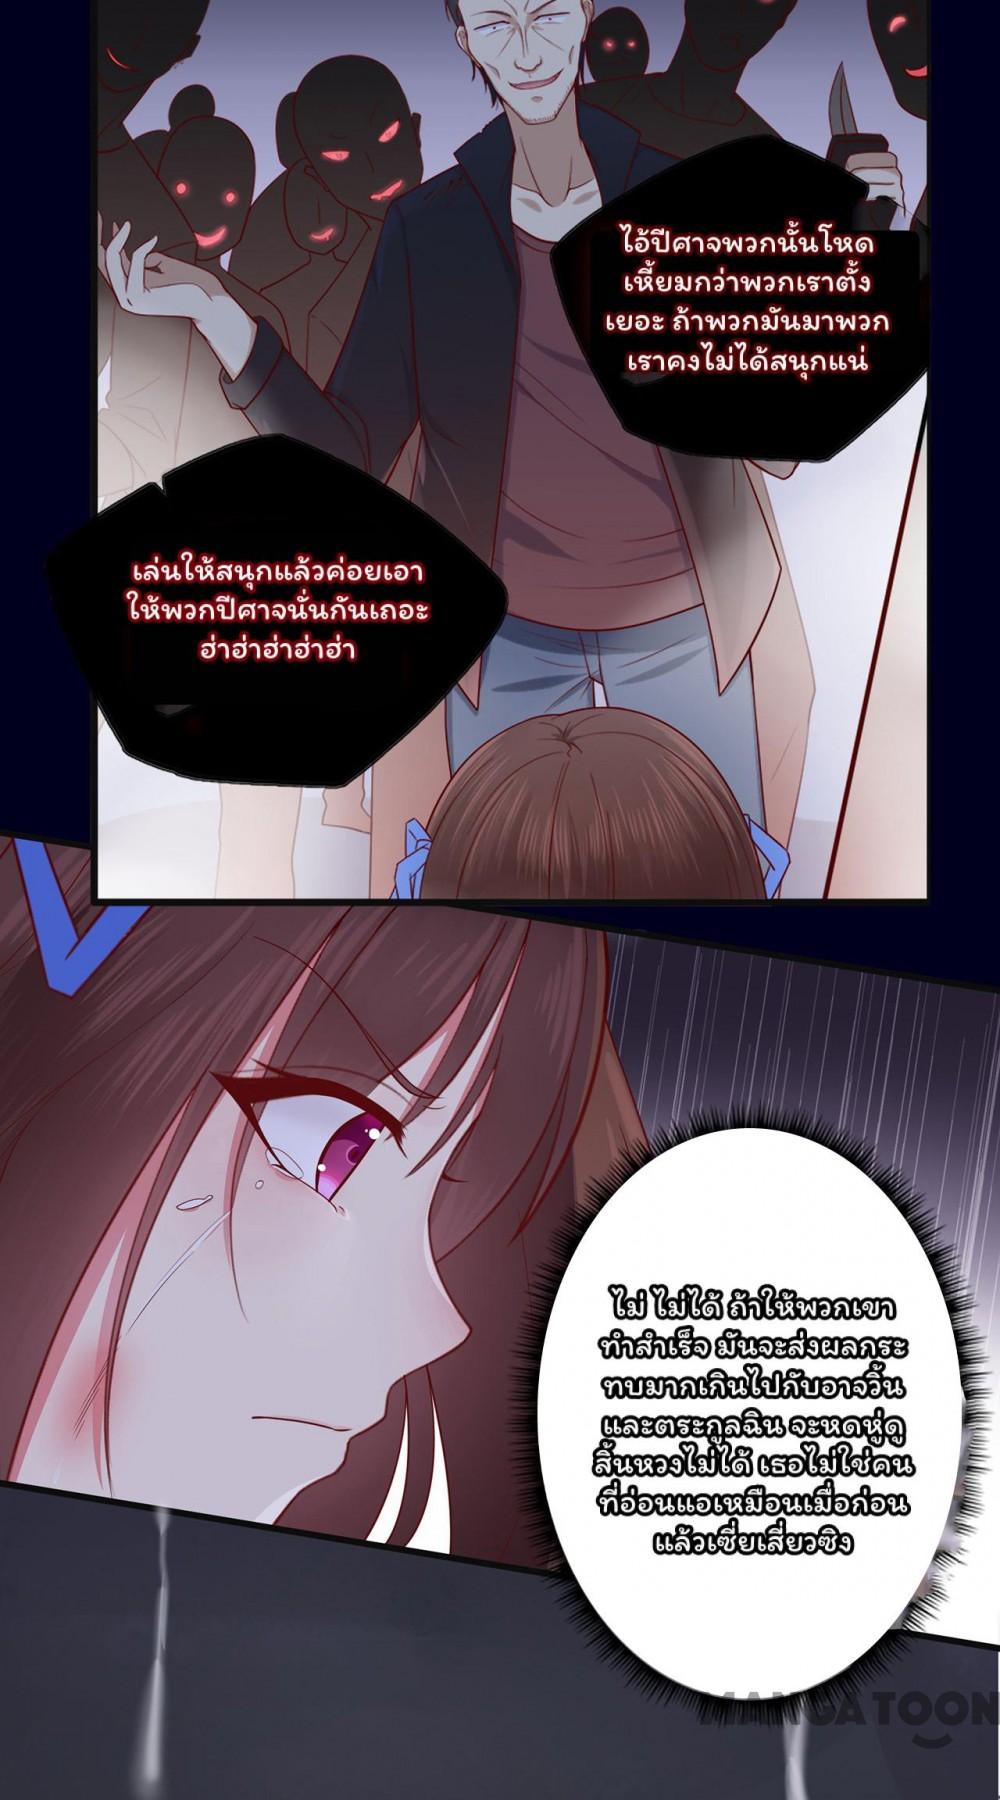 ไอ้ปีศาจพวกนั้นโหด
เหี้ยมกว่าพวกเราตั้ง
เยอะ ถ้าพวกมันมาพวก
เราคงไม่ได้สนุกแน่
เล่นให้สนุกแล้วค่อยเอา
ให้พวกปีศาจนั่นกันเถอะ
ฮ่าฮ่าฮ่าฮ่าฮ่า
ไม่ ไม่ได้ ถ้าให้พวกเขา
ทำสำเร็จ มันจะส่งผลกระ
ทบมากเกินไปกับอาจวิ้น
และตระกูลฉิน จะหดหู่ดู
สิ้นหวงไม่ได้ เธอไม่ใช่คน
ที่อ่อนแอเหมือนเมื่อก่อน
แล้วเซี่ยเสี่ยวซิง
MANGA TOON